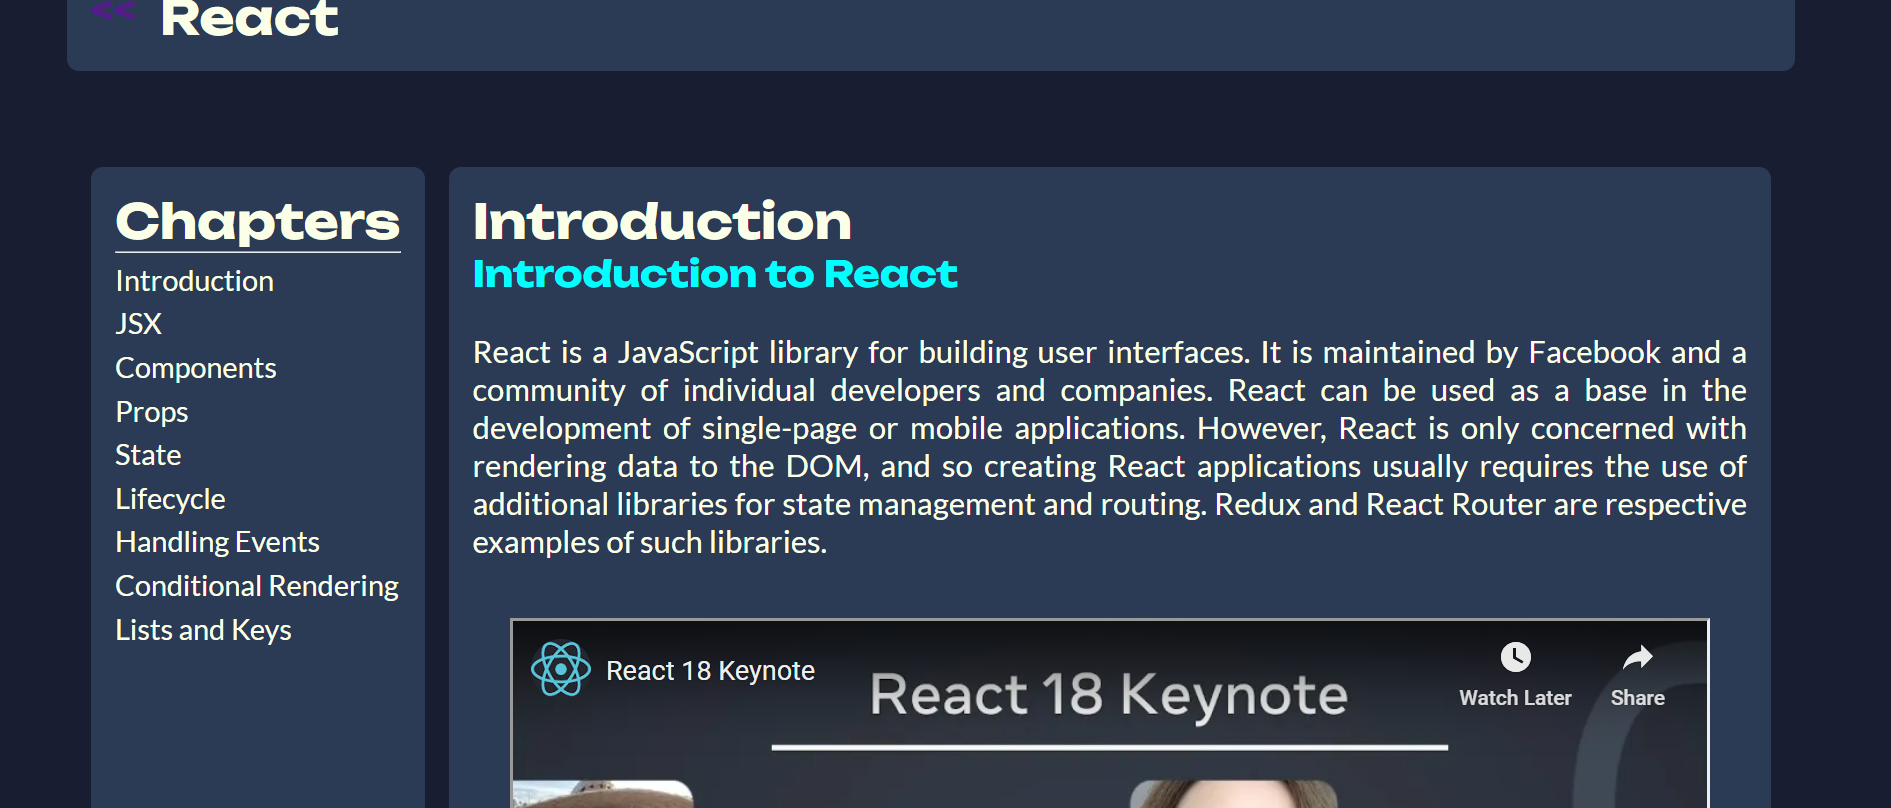 << React
Chapters
Introduction
JSX
Components
Props
State
Lifecycle
Handling Events
Conditional Rendering
Lists and Keys
Introduction
Introduction to React
React is a JavaScript library for building user interfaces. It is maintained by Facebook and a
community of individual developers and companies. React can be used as a base in the
development of single-page or mobile applications. However, React is only concerned with
rendering data to the DOM, and so creating React applications usually requires the use of
additional libraries for state management and routing. Redux and React Router are respective
examples of such libraries.
React 18 Keynote
React 18 Keynote
Watch Later
Share